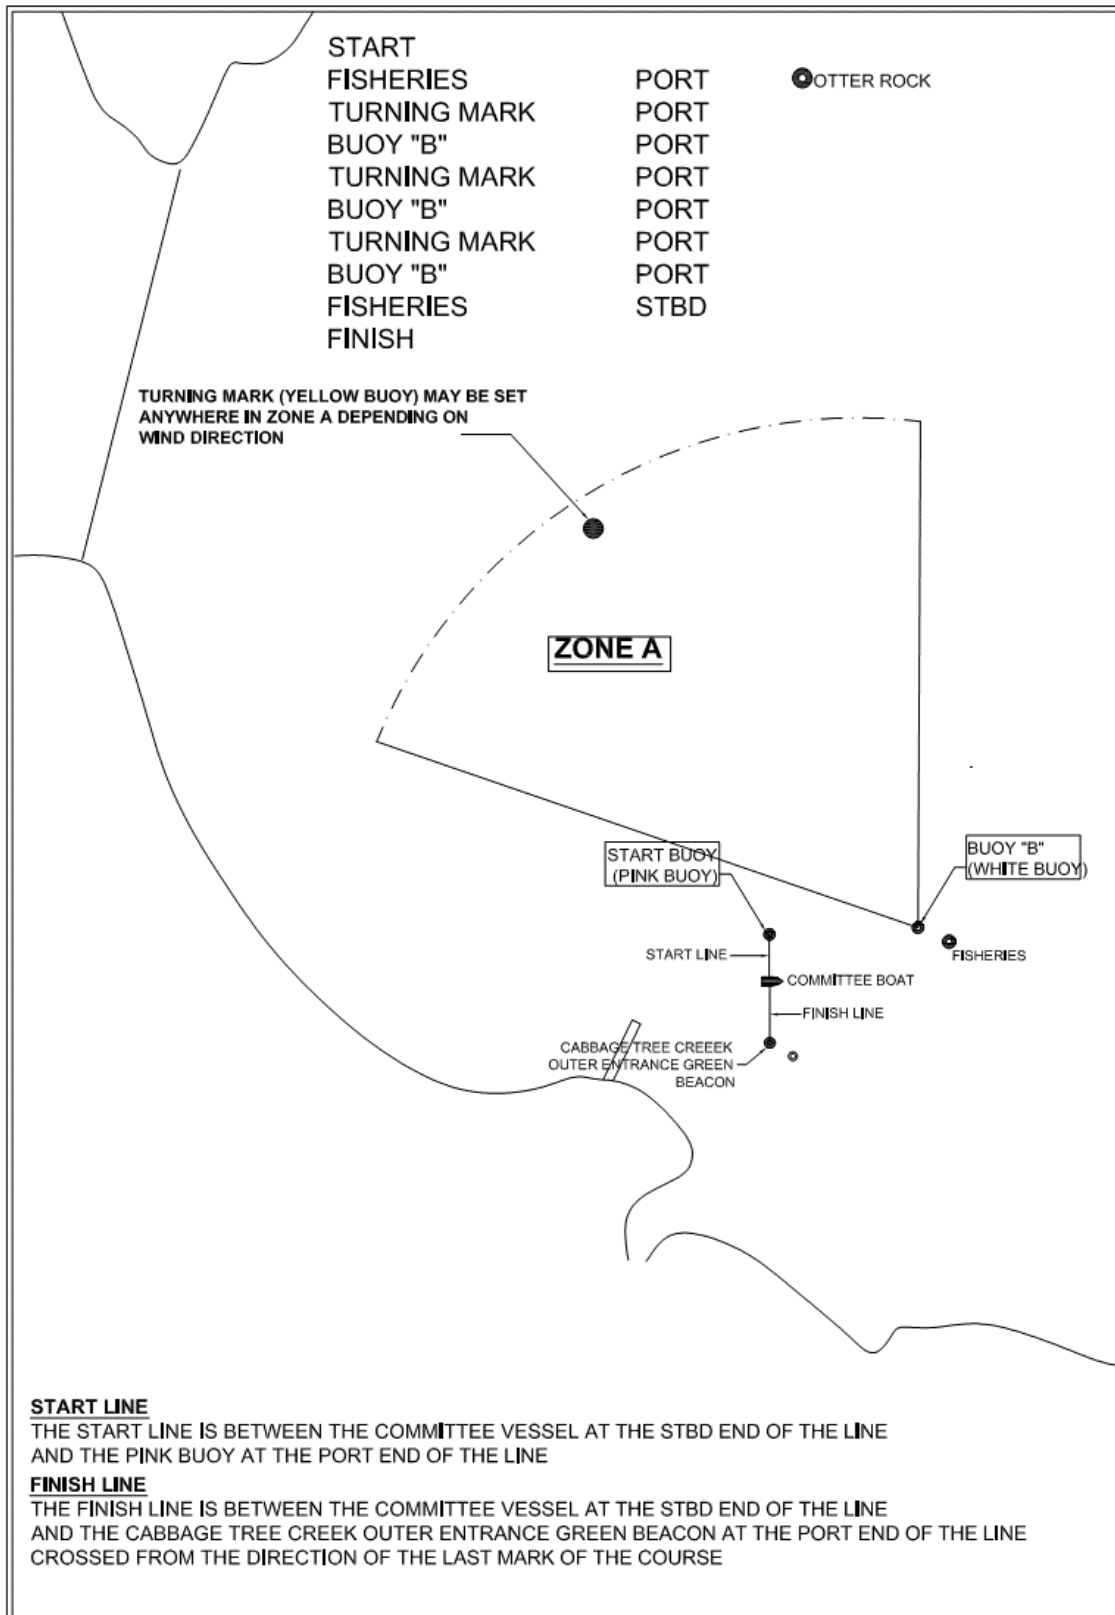 START
FISHERIES PORT
OTTER ROCK
TURNING MARK PORT
BUOY "B" PORT
TURNING MARK PORT
BUOY "B" PORT
TURNING MARK PORT
BUOY "B" PORT
FISHERIES STBD
FINISH
TURNING MARK (YELLOW BUOY) MAY BE SET
ANYWHERE IN ZONE A DEPENDING ON
WIND DIRECTION
ZONE A
START BUOY
(PINK BUOY)
BUOY "B"
(WHITE BUOY)
START LINE
FISHERIES
COMMITTEE BOAT
FINISH LINE
CABBAGE TREE CREEEK
OUTER ENTRANCE GREEN
BEACON
START LINE
THE START LINE IS BETWEEN THE COMMITTEE VESSEL AT THE STBD END OF THE LINE
AND THE PINK BUOY AT THE PORT END OF THE LINE
FINISH LINE
THE FINISH LINE IS BETWEEN THE COMMITTEE VESSEL AT THE STBD END OF THE LINE
AND THE CABBAGE TREE CREEK OUTER ENTRANCE GREEN BEACON AT THE PORT END OF THE LINE
CROSSED FROM THE DIRECTION OF THE LAST MARK OF THE COURSE